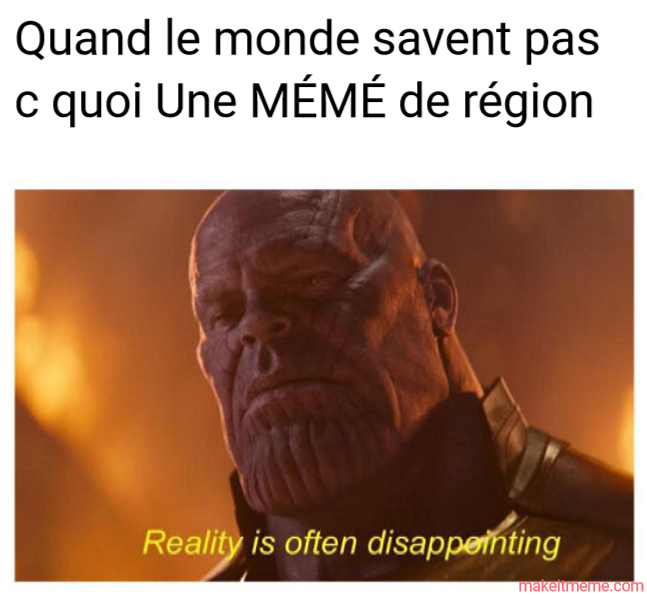 Quand le monde savent pas
c quoi Une MÉMÉ de région
Reality is often disappointing
makeitmeme.com